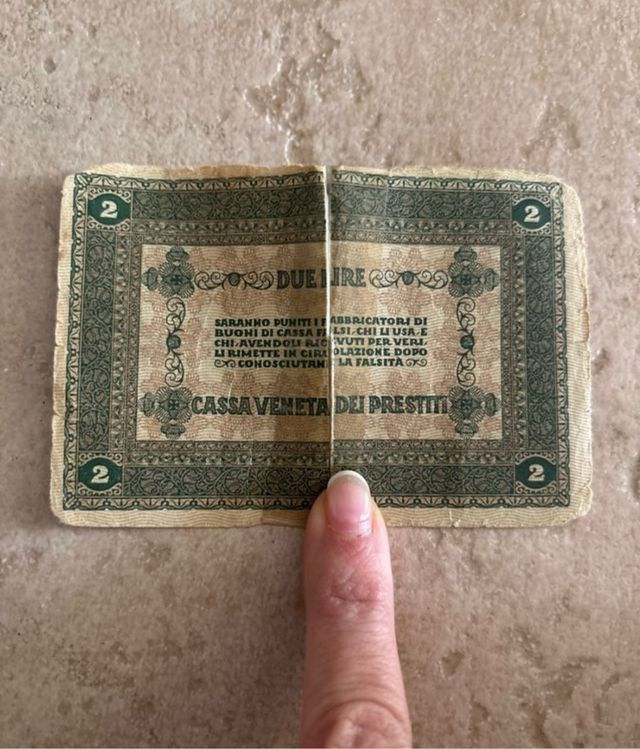 2 2
DUE LIRE
SARANNO PUNITI I FABBRICATORI DI
BUONI DI CASSA FALSI, CHI LI USA, E
CHI, AVENDOLI RICEVUTI PER VERI,
LI RIMETTE IN CIRCOLAZIONE DOPO
CONOSCIUTANE LA FALSITÀ
CASSA VENETA DEI PRESTITI
2 2